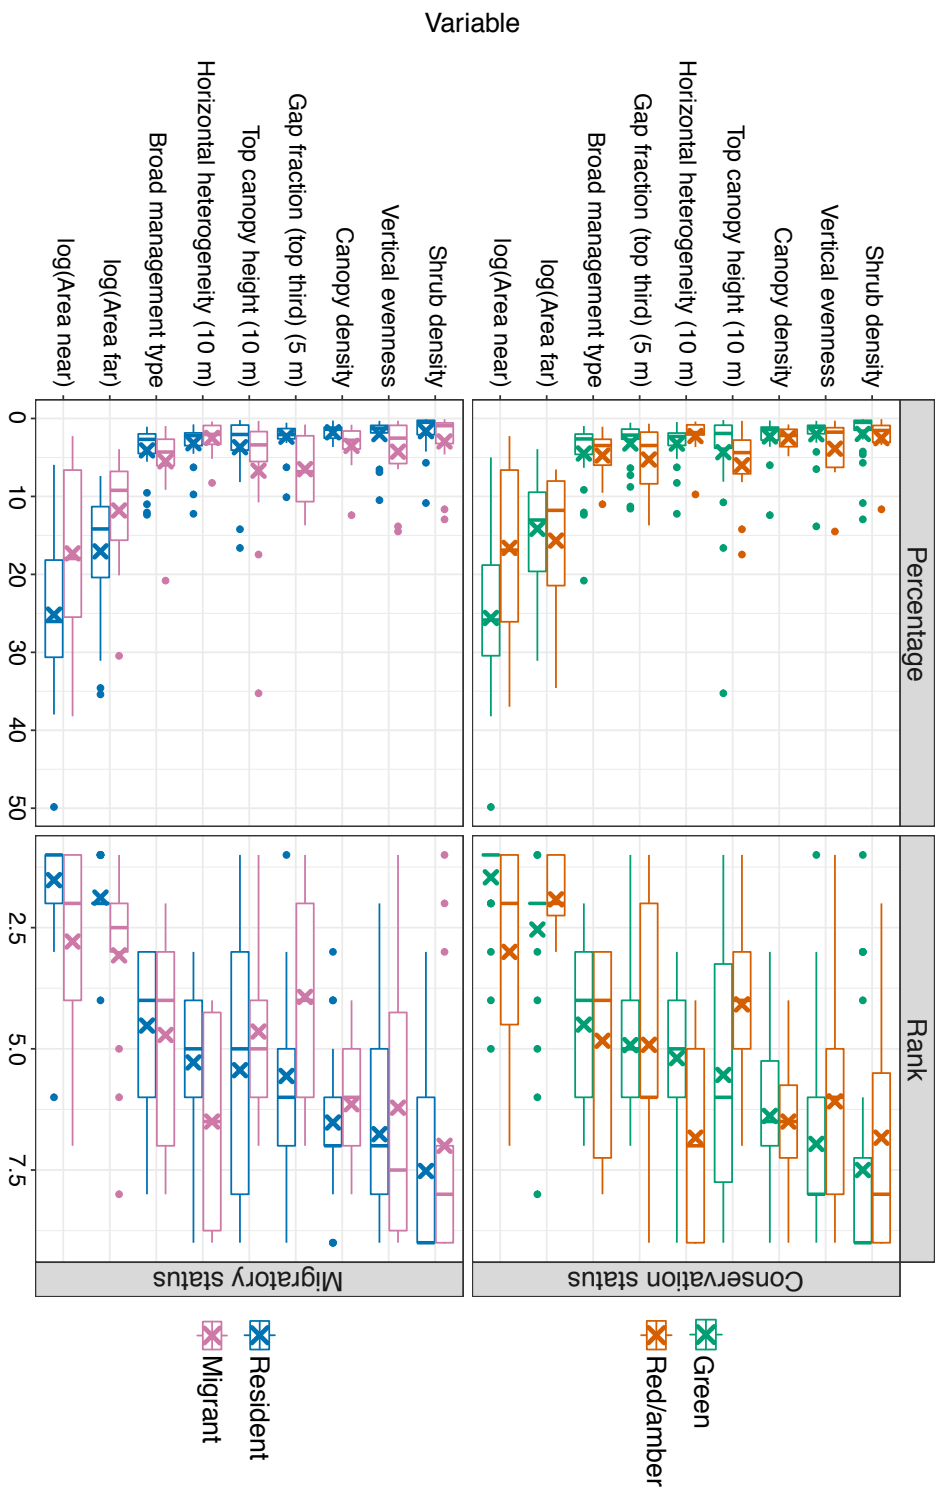 Variable
Percentage
Rank
Shrub density
Vertical evenness
Canopy density
Top canopy height (10 m)
Horizontal heterogeneity (10 m)
Gap fraction (top third) (5 m)
Broad management type
log(Area far)
log(Area near)
Conservation status
Green
Red/amber
Shrub density
Vertical evenness
Canopy density
Gap fraction (top third) (5 m)
Top canopy height (10 m)
Horizontal heterogeneity (10 m)
Broad management type
log(Area far)
log(Area near)
Migratory status
Resident
Migrant
0 10 20 30 40 50
2.5 5.0 7.5